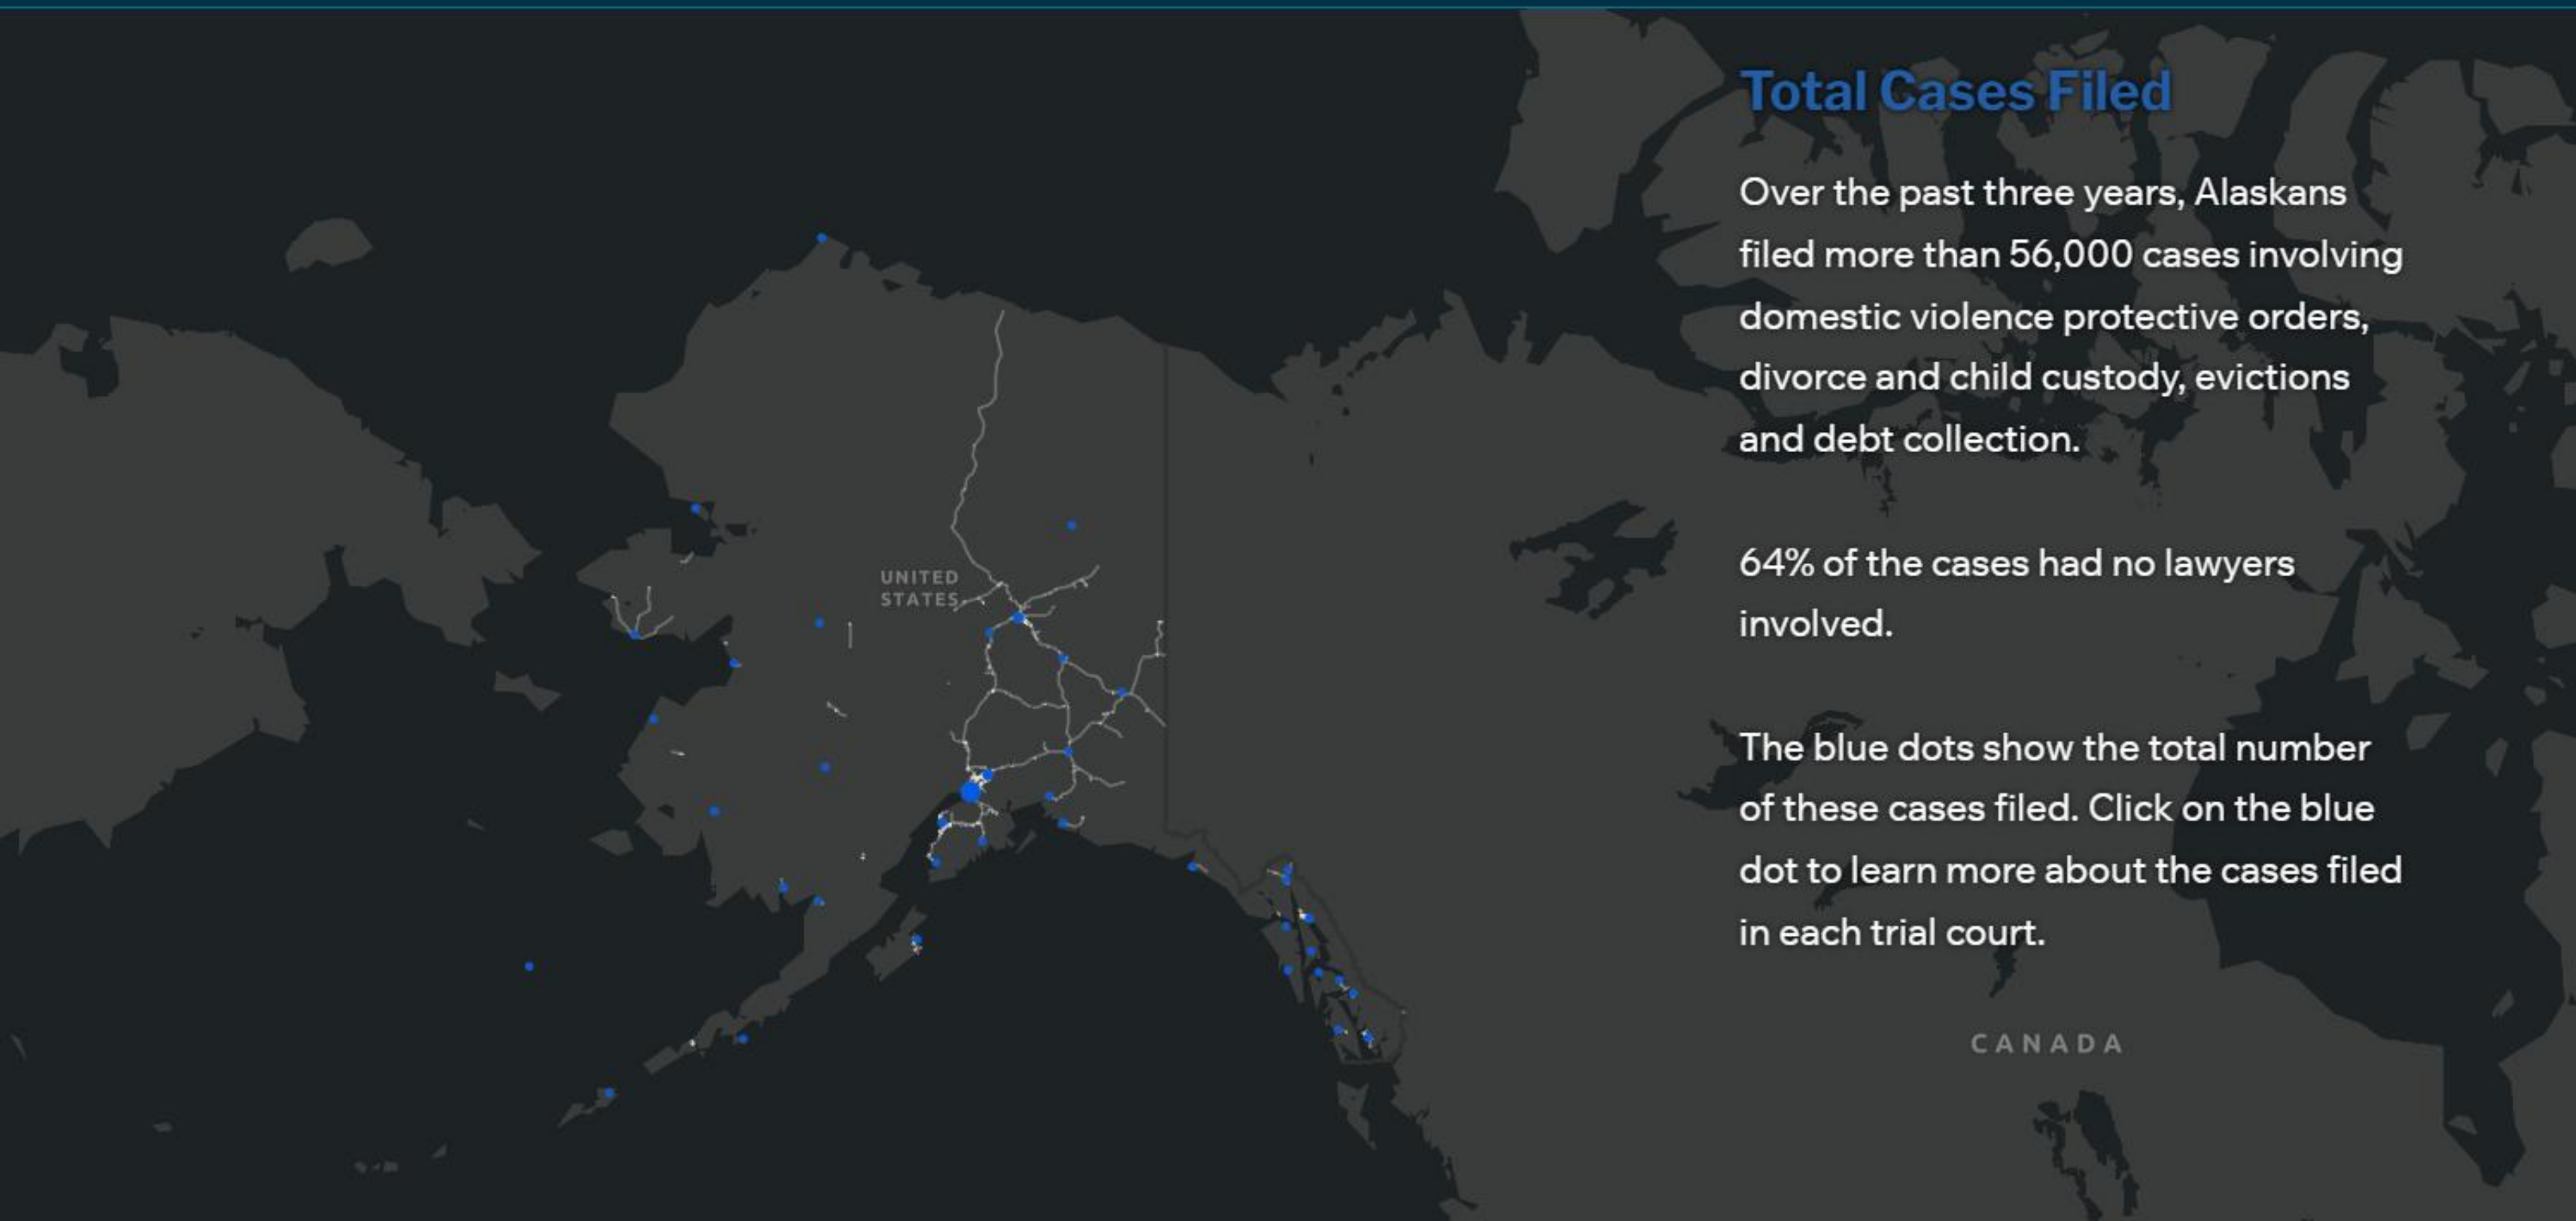 Total Cases Filed
Over the past three years, Alaskans
filed more than 56,000 cases involving
domestic violence protective orders,
divorce and child custody, evictions
and debt collection.
64% of the cases had no lawyers
involved.
The blue dots show the total number
of these cases filed. Click on the blue
dot to learn more about the cases filed
in each trial court.
UNITED
STATES
CANADA